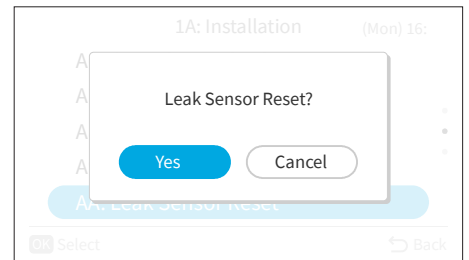 1A: Installation (Mon) 16:
A
A
Leak Sensor Reset?
A
A
Yes Cancel
AA: Leak Sensor Reset
OK Select Back